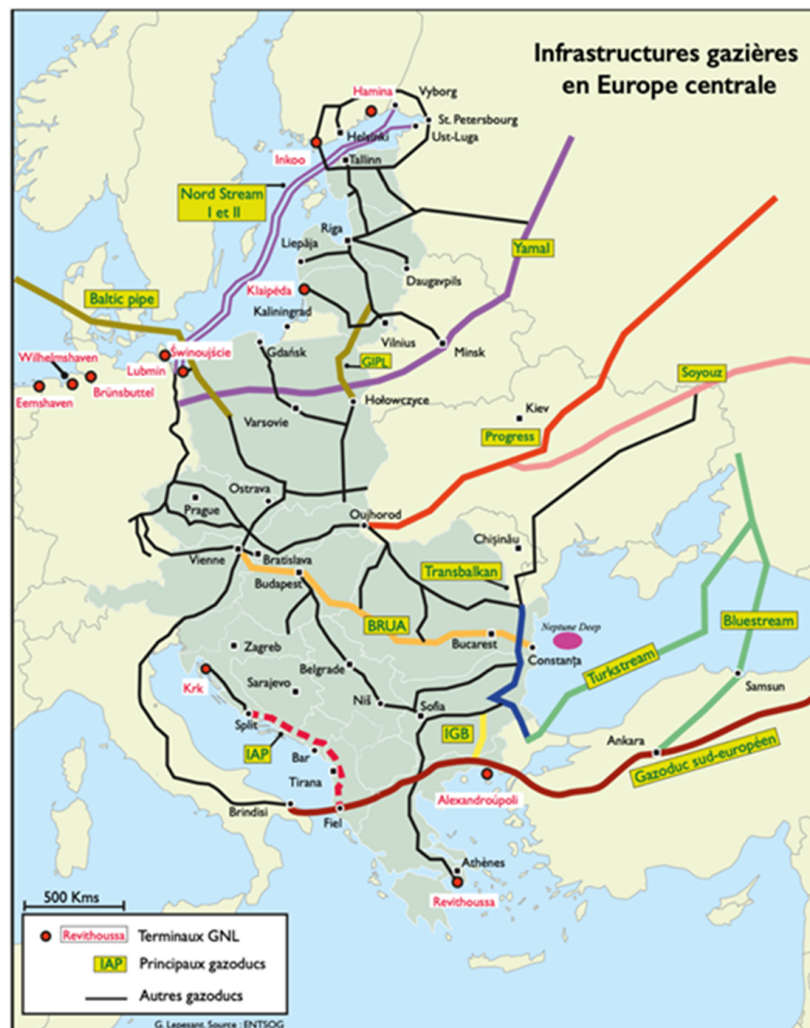 Infrastructures gazières
en Europe centrale
Hamina
Vyborg
St. Petersbourg
Helsinki
Ust-Luga
Inkoo
Tallinn
Nord Stream
I et II
Riga
Liepāja
Yamal
Daugavpils
Klaipéda
Baltic pipe
Kaliningrad
Vilnius
Minsk
Gdańsk
Świnoujście
Wilhelmshaven
Lubmin
GIPL
Soyouz
Brünsbuttel
Eemshaven
Hołowczyce
Kiev
Varsovie
Progress
Ostrava
Prague
Oujhorod
Chișinău
Vienne
Bratislava
Transbalkan
Budapest
BRUA
Neptune Deep
Bluestream
Bucarest
Zagreb
Constanța
Turkstream
Belgrade
Krk
Sarajevo
Samsun
Niš
Sofia
Split
IGB
Ankara
IAP
Bar
Gazoduc sud-européen
Tirana
Alexandroúpoli
Brindisi
Fiel
Athènes
Revithoussa
500 Kms
Revithoussa
Terminaux GNL
IAP
Principaux gazoducs
Autres gazoducs
G. Lepesant. Source : ENTSOG